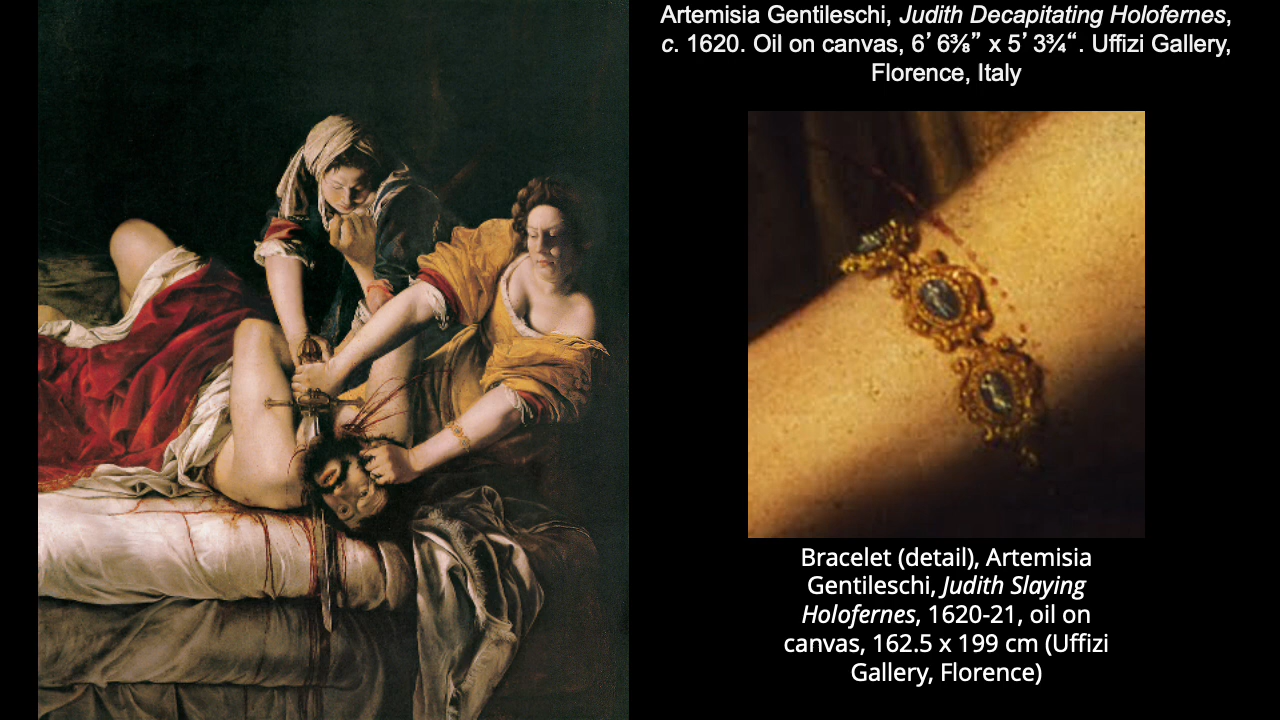 Artemisia Gentileschi, Judith Decapitating Holofernes,
c. 1620. Oil on canvas, 6’ 6⅜” x 5’ 3¾“. Uffizi Gallery,
Florence, Italy
Bracelet (detail), Artemisia
Gentileschi, Judith Slaying
Holofernes, 1620-21, oil on
canvas, 162.5 x 199 cm (Uffizi
Gallery, Florence)